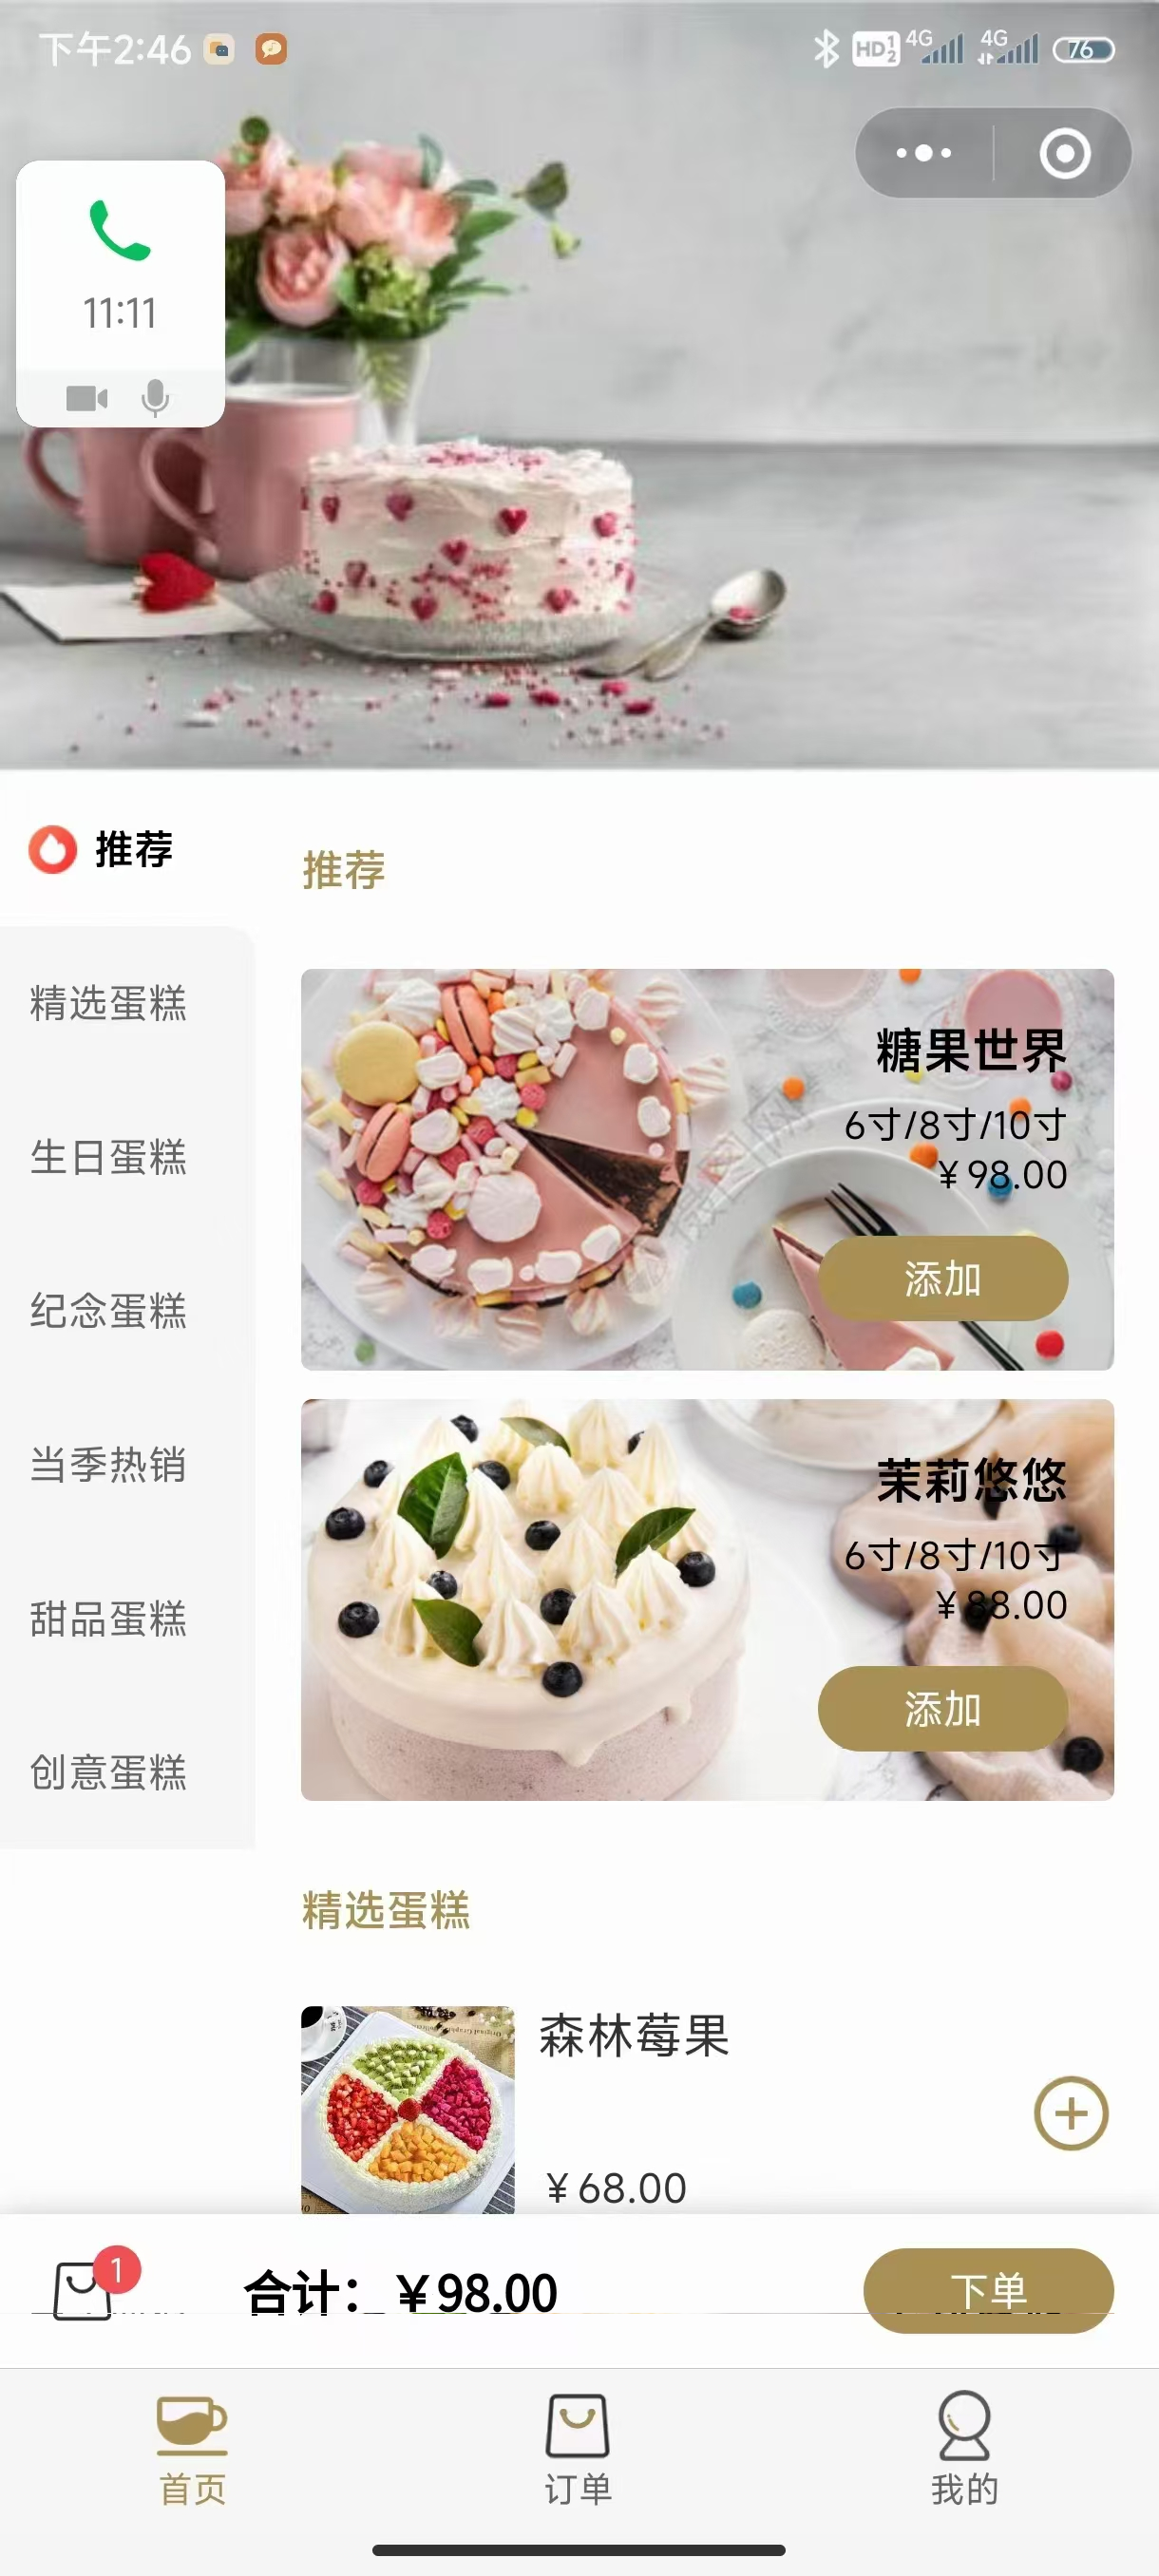 下午2:46
HD 1 2 4G 4G 76
11:11
推荐
精选蛋糕
生日蛋糕
纪念蛋糕
当季热销
甜品蛋糕
创意蛋糕
推荐
糖果世界
6寸/8寸/10寸
￥98.00
添加
茉莉悠悠
6寸/8寸/10寸
￥88.00
添加
精选蛋糕
森林莓果
￥68.00
1
合计：￥98.00
下单
首页
订单
我的